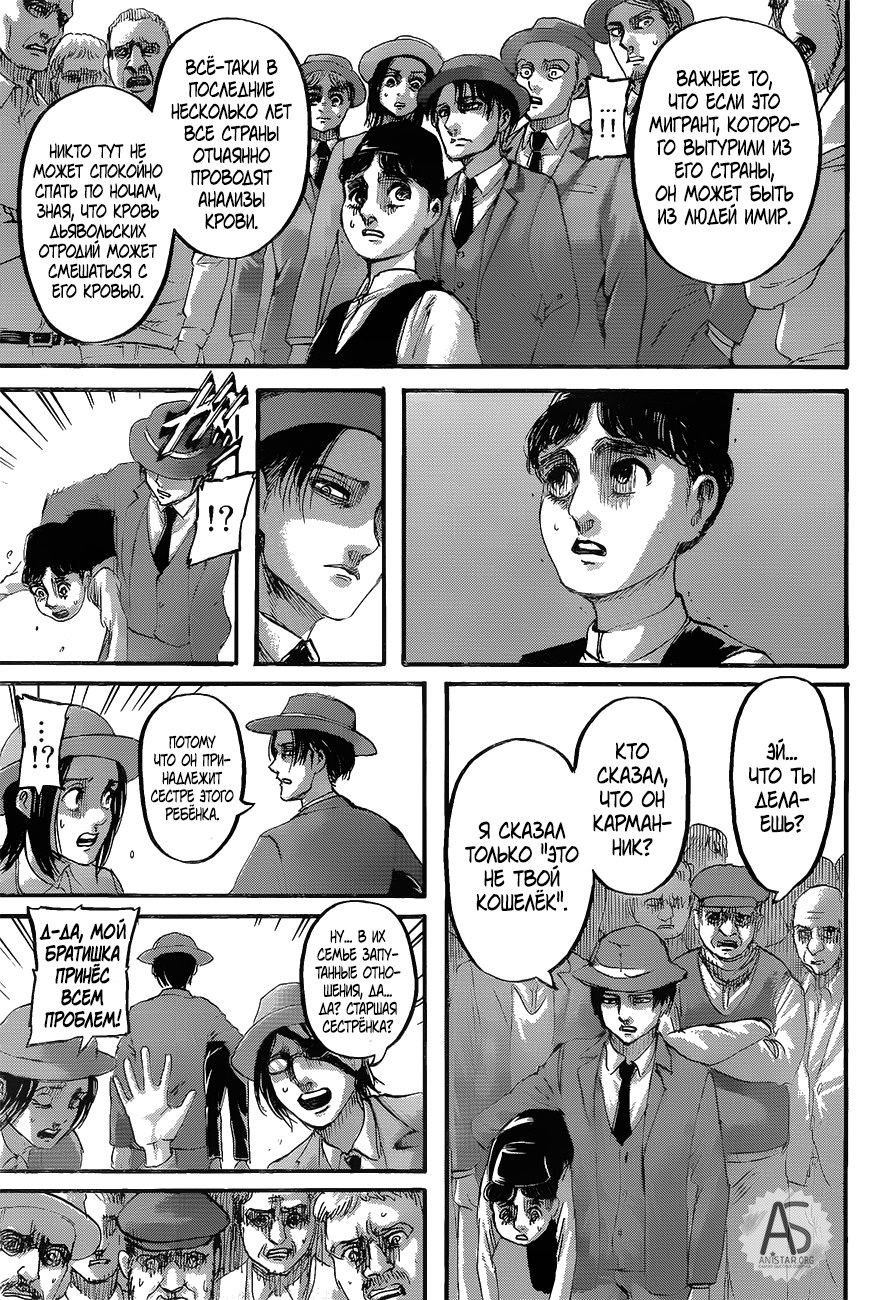 ВАЖНЕЕ ТО,
ЧТО ЕСЛИ ЭТО
МИГРАНТ, КОТОРО-
ГО ВЫТУРИЛИ ИЗ
ЕГО СТРАНЫ,
ОН МОЖЕТ БЫТЬ
ИЗ ЛЮДЕЙ ИМИР.
...!!
ВСЁ-ТАКИ В
ПОСЛЕДНИЕ
НЕСКОЛЬКО ЛЕТ
ВСЕ СТРАНЫ
ОТЧАЯННО
ПРОВОДЯТ
АНАЛИЗЫ
КРОВИ.
НИКТО ТУТ НЕ
МОЖЕТ СПОКОЙНО
СПАТЬ ПО НОЧАМ,
ЗНАЯ, ЧТО КРОВЬ
ДЬЯВОЛЬСКИХ
ОТРОДИЙ МОЖЕТ
СМЕШАТЬСЯ С
ЕГО КРОВЬЮ.
!?
ЭЙ...
ЧТО ТЫ
ДЕЛА-
ЕШЬ?
КТО
СКАЗАЛ,
ЧТО ОН
КАРМАН-
НИК?
Я СКАЗАЛ
ТОЛЬКО "ЭТО
НЕ ТВОЙ
КОШЕЛЁК".
ПОТОМУ
ЧТО ОН ПРИ-
НАДЛЕЖИТ
СЕСТРЕ ЭТОГО
РЕБЁНКА.
...!?
НУ... В ИХ
СЕМЬЕ ЗАПУ-
ТАННЫЕ ОТНО-
ШЕНИЯ, ДА...
ДА? СТАРШАЯ
СЕСТРЁНКА?
Д-ДА, МОЙ
БРАТИШКА
ПРИНЁС
ВСЕМ
ПРОБЛЕМ!
AS
ANISTAR.ORG